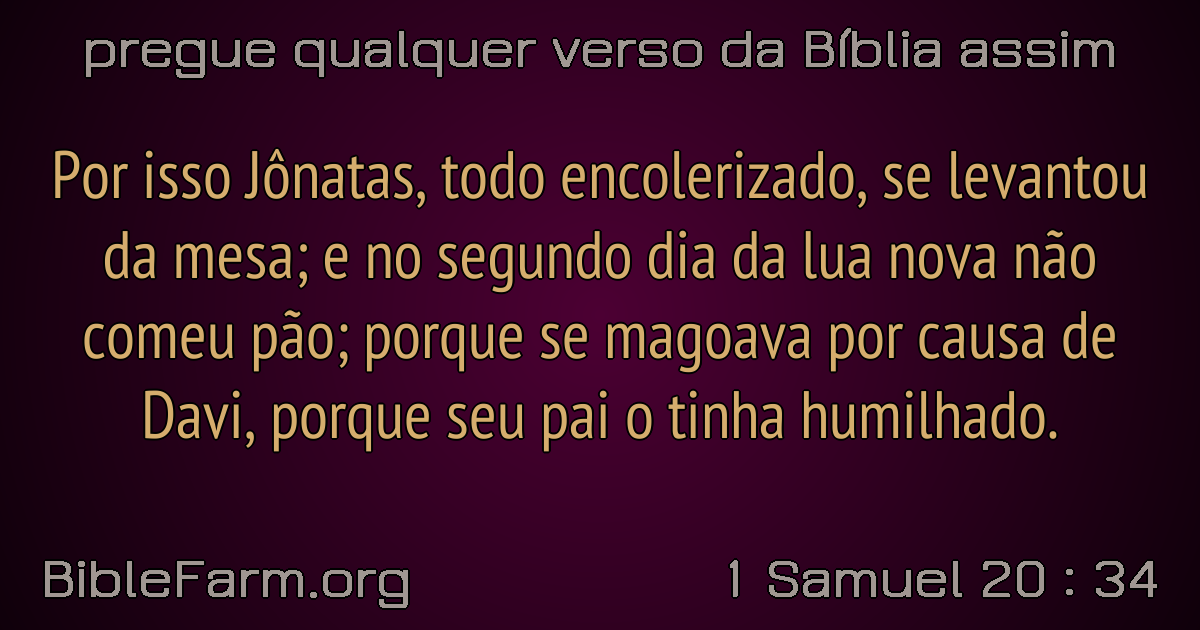 pregue qualquer verso da Bíblia assim
Por isso Jônatas, todo encolerizado, se levantou
da mesa; e no segundo dia da lua nova não
comeu pão; porque se magoava por causa de
Davi, porque seu pai o tinha humilhado.
BibleFarm.org
1 Samuel 20 : 34